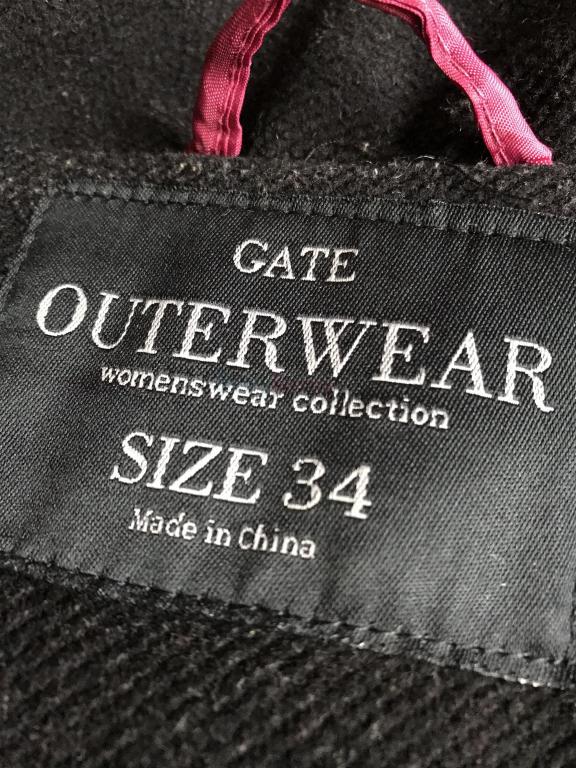 GATE
OUTERWEAR
womenswear collection
SIZE 34
Made in China